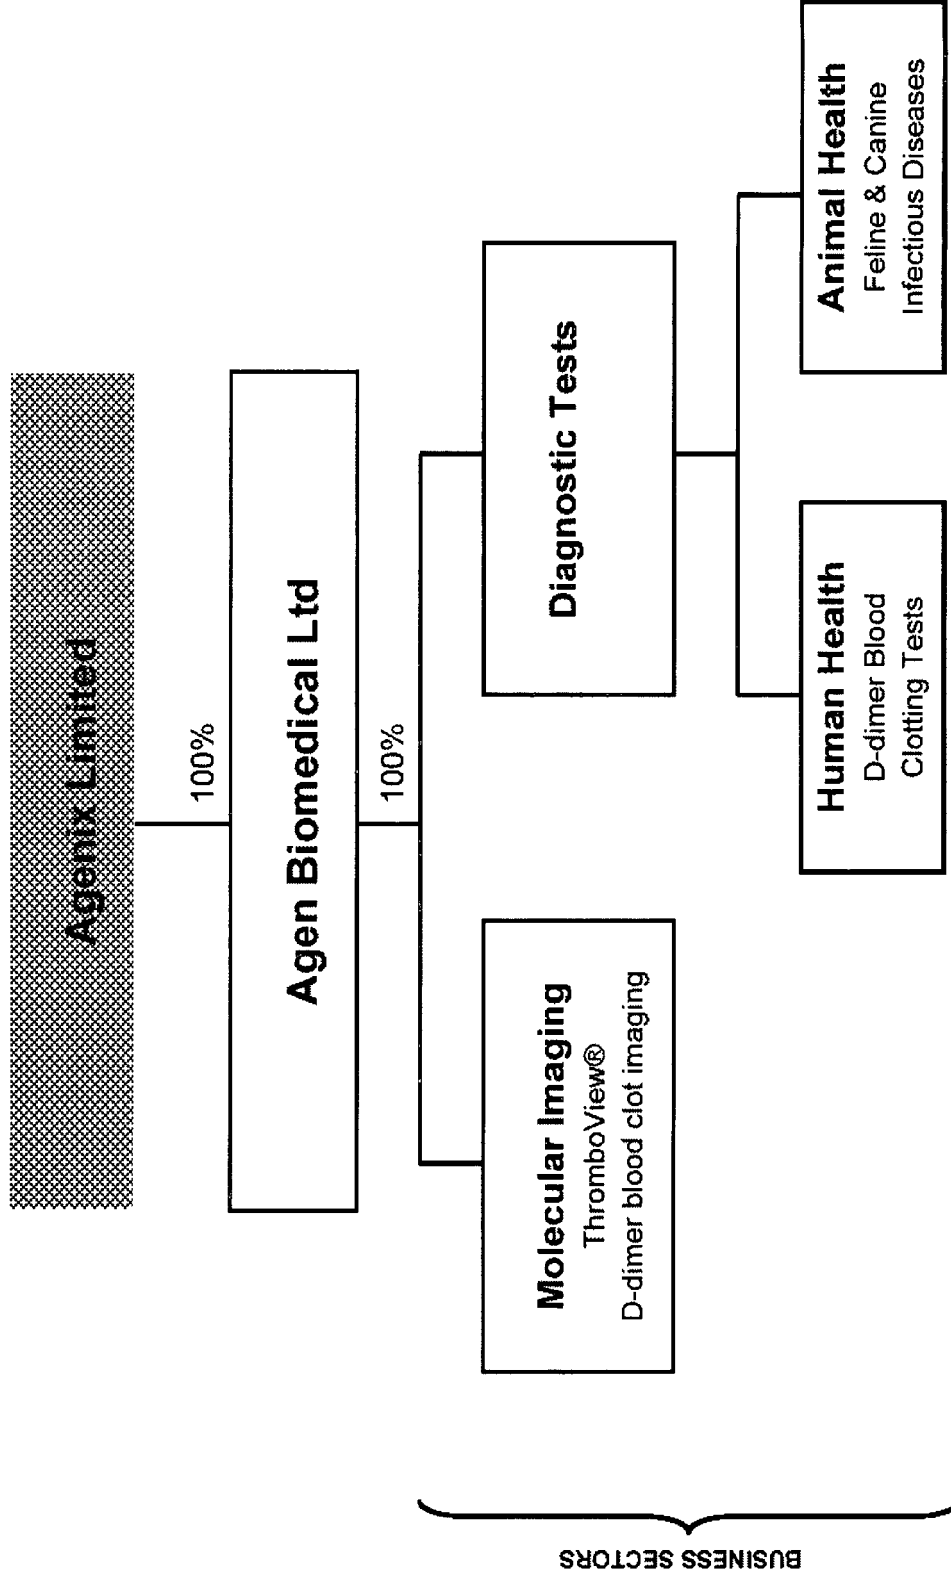 Agenix Limited
100%
Agen Biomedical Ltd
100%
Molecular Imaging
ThromboView®
D-dimer blood clot imaging
Diagnostic Tests
Human Health
D-dimer Blood
Clotting Tests
Animal Health
Feline & Canine
Infectious Diseases
BUSINESS SECTORS